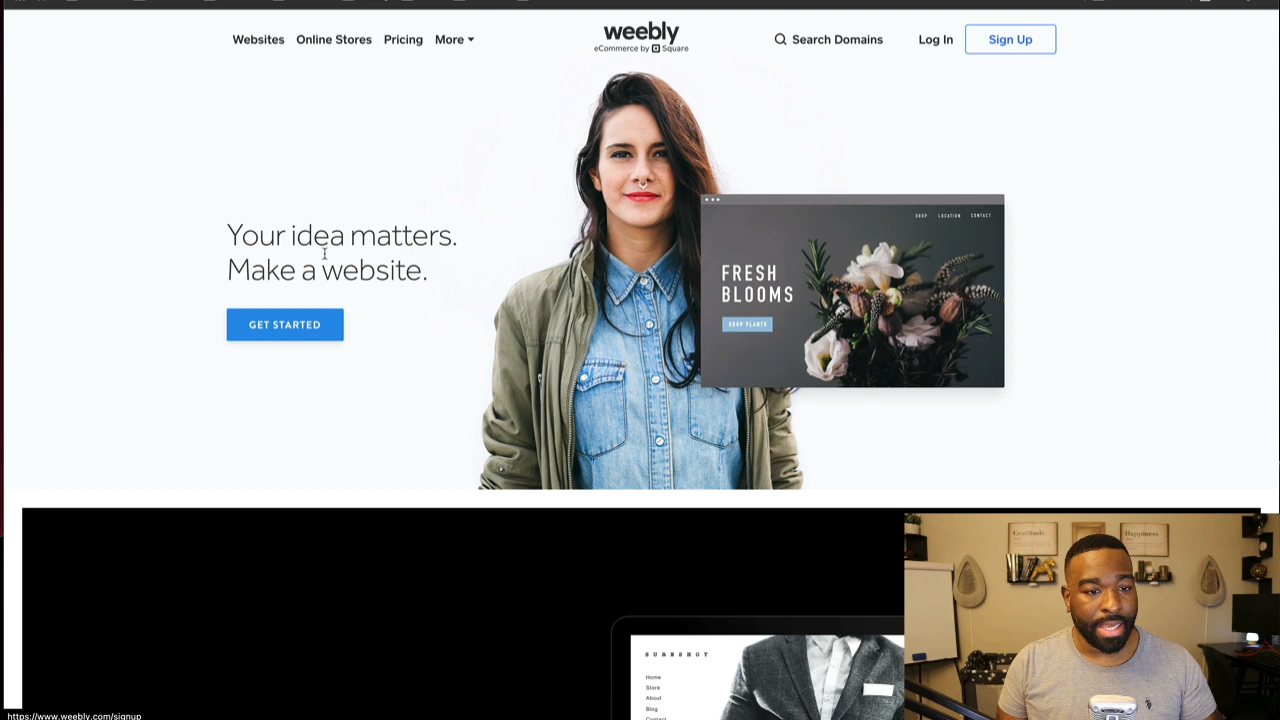 Websites Online Stores Pricing More
weebly
eCommerce by Square
Search Domains Log In Sign Up
Your idea matters.
Make a website.
GET STARTED
SHOP LOCATION CONTACT
FRESH
BLOOMS
SHOP PLANTS
SURESHOT
Home
Store
About
Blog
Contact
Gratitude
Happiness
https://www.weebly.com/signup